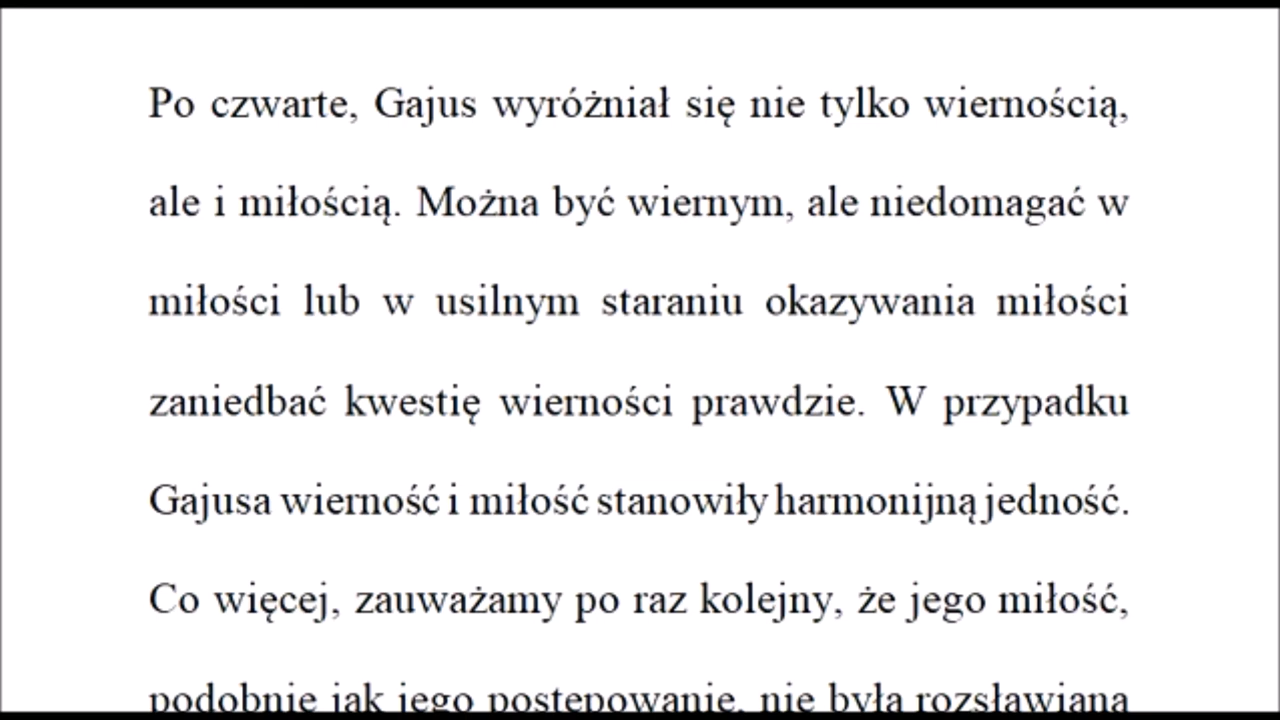 Po czwarte, Gajus wyróżniał się nie tylko wiernością,
ale i miłością. Można być wiernym, ale niedomagać w
miłości lub w usilnym staraniu okazywania miłości
zaniedbać kwestię wierności prawdzie. W przypadku
Gajusa wierność i miłość stanowiły harmonijną jedność.
Co więcej, zauważamy po raz kolejny, że jego miłość,
podobnie jak jego postępowanie, nie była rozsławiana